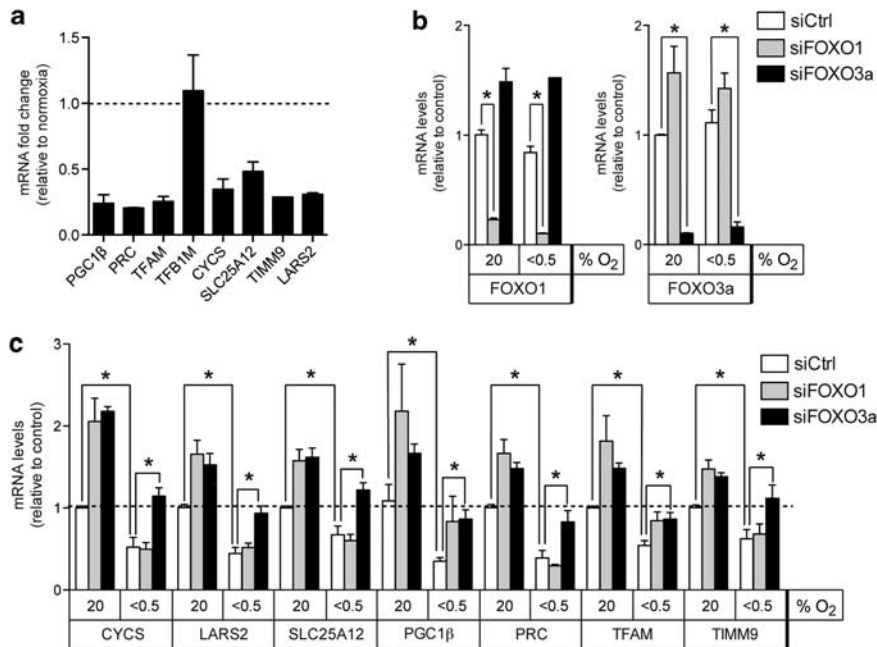 a
mRNA fold change
(relative to normoxia)
1.5
1.0
0.5
0.0
PGC1β
PRC
TFAM
TFB1M
CYCS
SLC25A12
TIMM9
LARS2
b
mRNA levels
(relative to control)
2
1
0
* *
20 <0.5 % O2
FOXO1
mRNA levels
(relative to control)
2
1
0
* *
20 <0.5 % O2
FOXO3a
siCtrl
siFOXO1
siFOXO3a
c
mRNA levels
(relative to control)
3
2
1
0
* * * * * * *
* * * * * * *
siCtrl
siFOXO1
siFOXO3a
20 <0.5 20 <0.5 20 <0.5 20 <0.5 20 <0.5 20 <0.5 20 <0.5 % O2
CYCS LARS2 SLC25A12 PGC1β PRC TFAM TIMM9